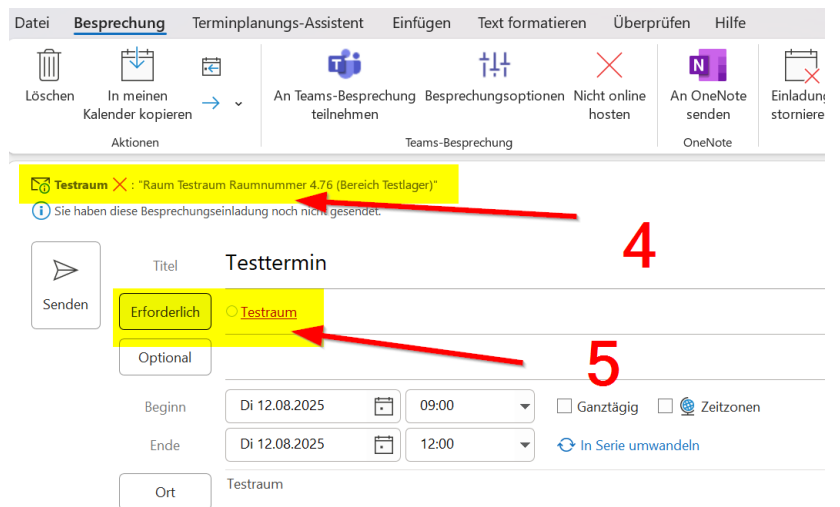 Datei Besprechung Terminplanungs-Assistent Einfügen Text formatieren Überprüfen Hilfe
Löschen
In meinen
Kalender kopieren
An Teams-Besprechung
teilnehmen
Besprechungsoptionen
Nicht online
hosten
An OneNote
senden
Einladung
stornieren
Aktionen Teams-Besprechung OneNote
Testraum : "Raum Testraum Raumnummer 4.76 (Bereich Testlager)"
Sie haben diese Besprechungseinladung noch nicht gesendet.
4
Senden
Titel Testtermin
Erforderlich Testraum
5
Optional
Beginn Di 12.08.2025 09:00 Ganztägig Zeitzonen
Ende Di 12.08.2025 12:00 In Serie umwandeln
Ort Testraum